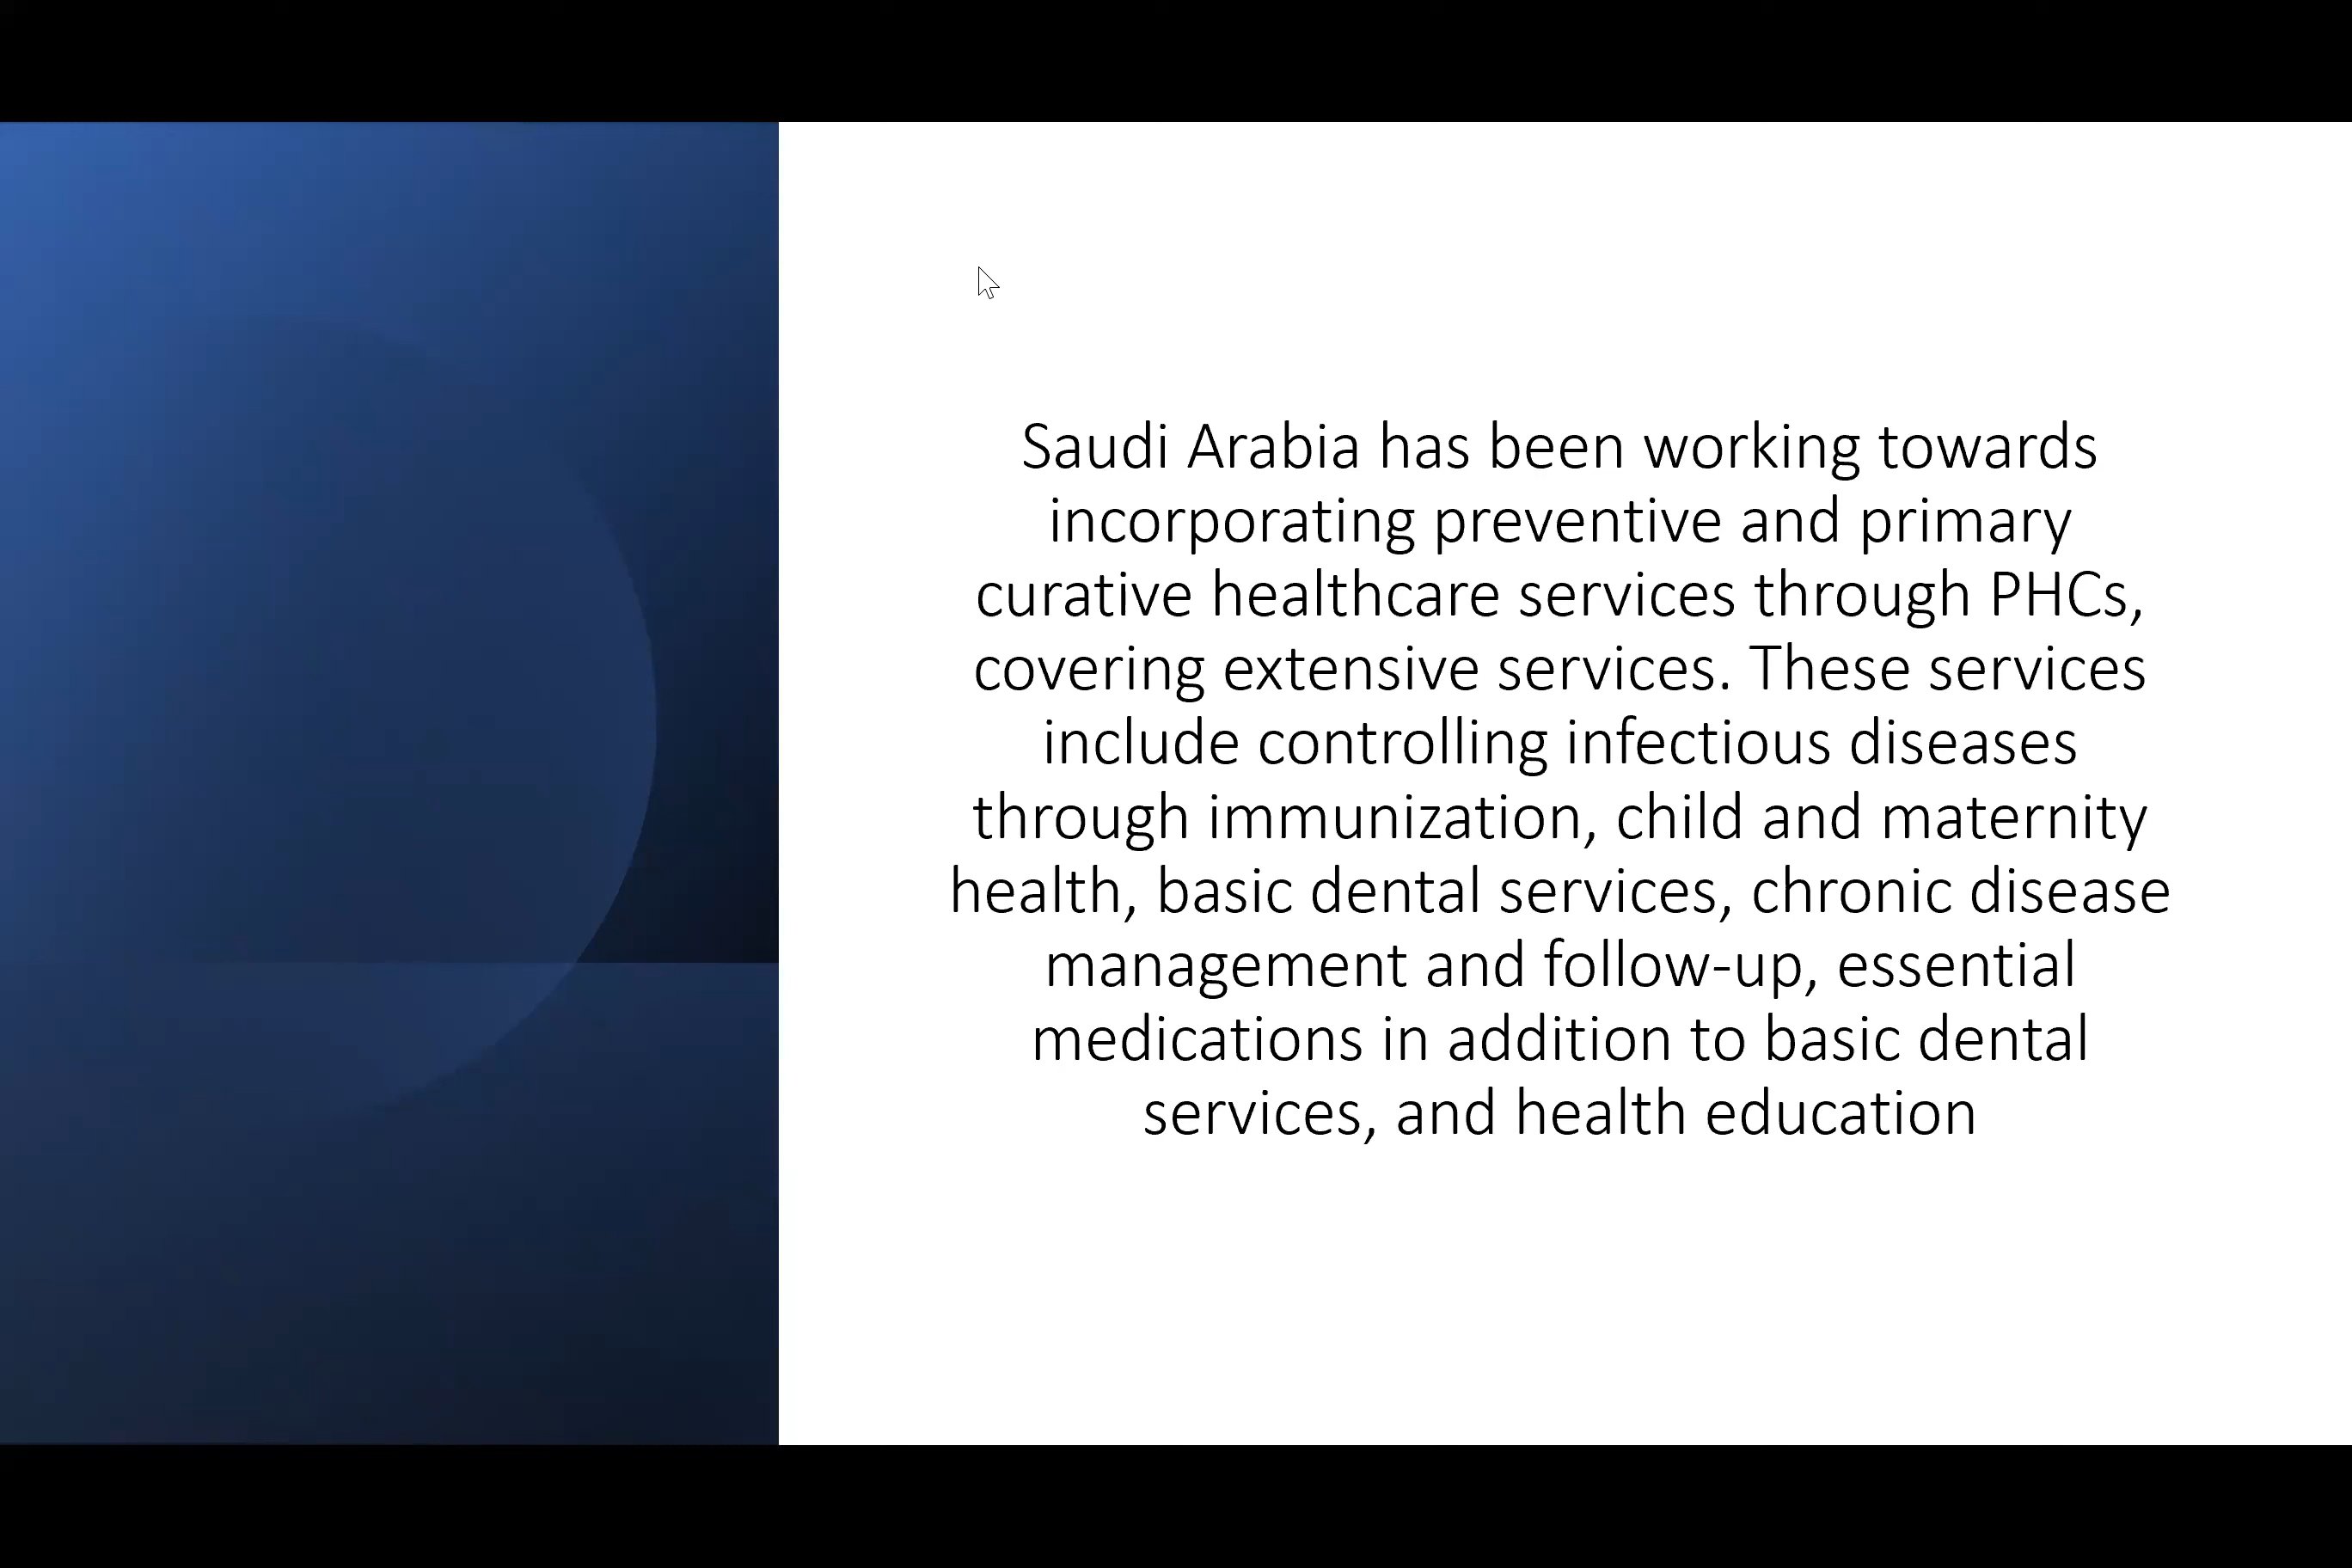 Saudi Arabia has been working towards
incorporating preventive and primary
curative healthcare services through PHCs,
covering extensive services. These services
include controlling infectious diseases
through immunization, child and maternity
health, basic dental services, chronic disease
management and follow-up, essential
medications in addition to basic dental
services, and health education